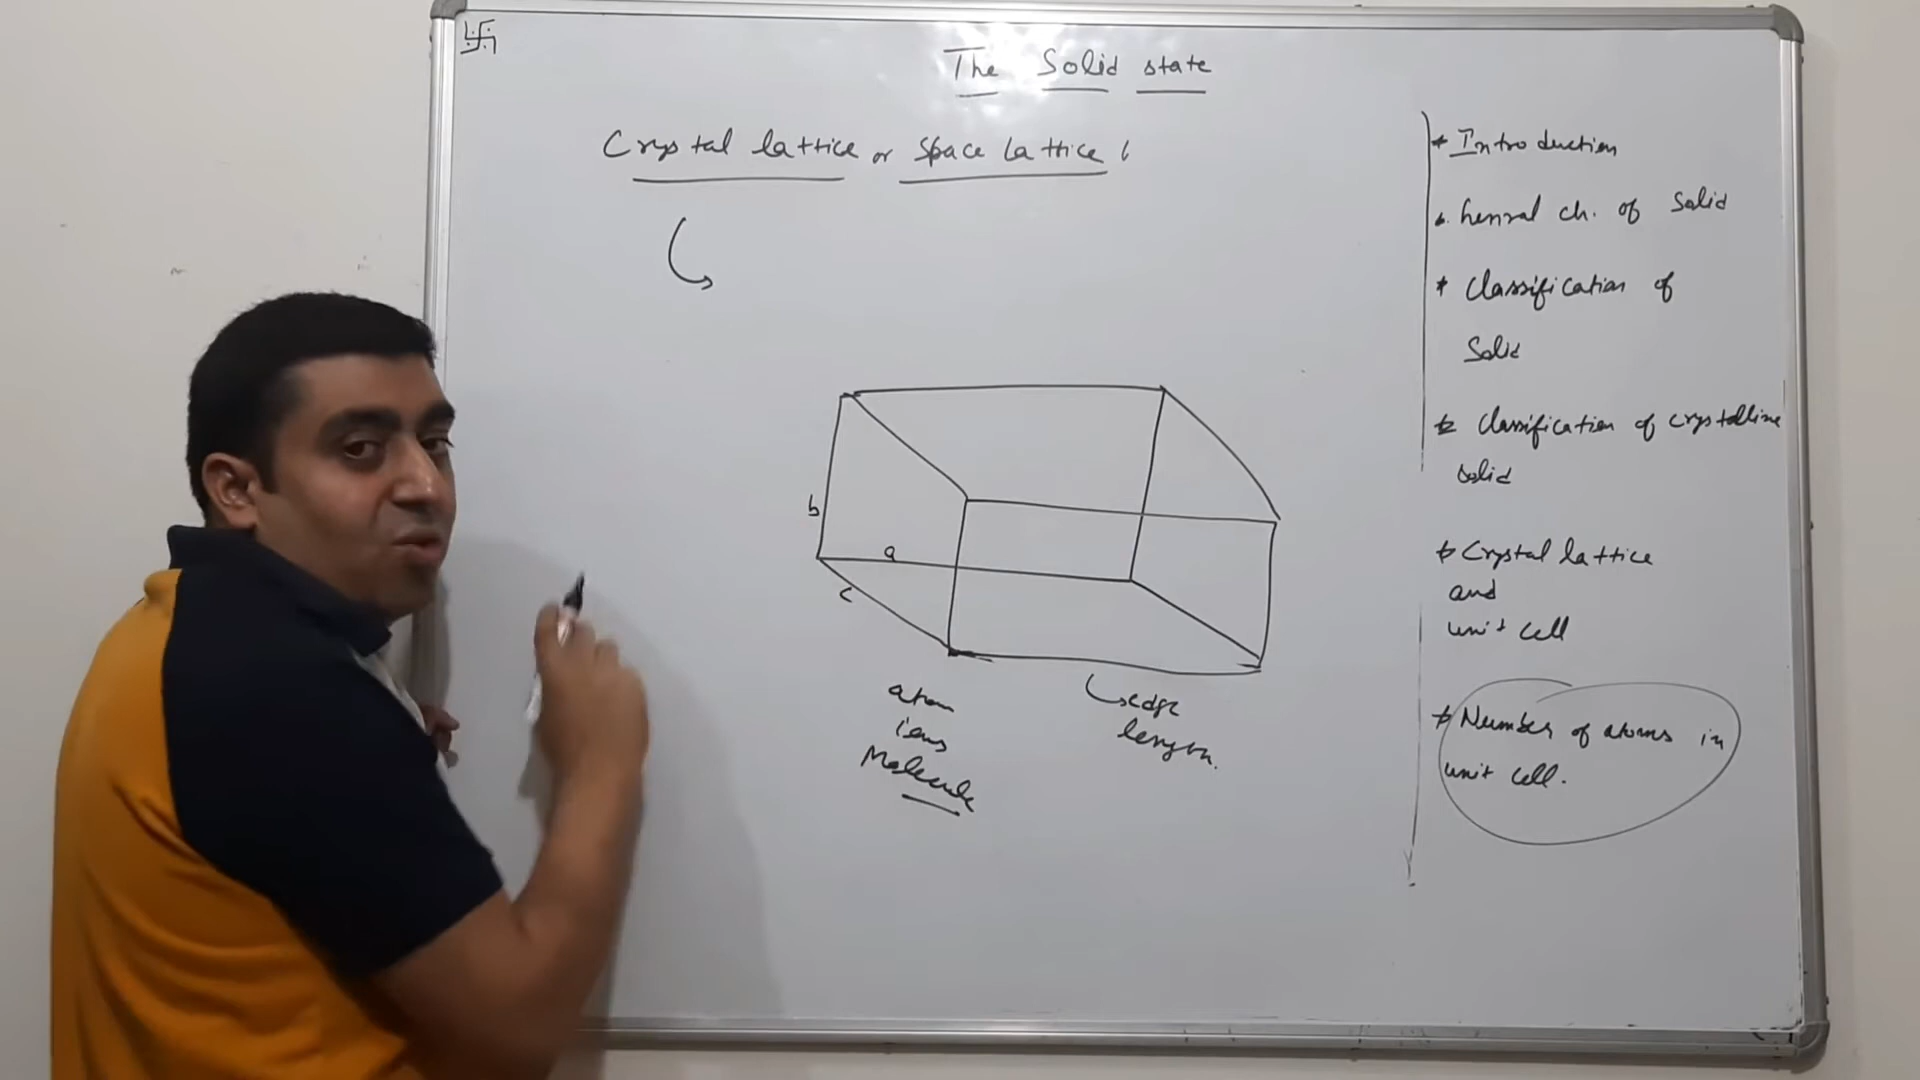 The Solid state
Crystal lattice or Space Lattice
b
a
c
atom
ions
Molecule
edge
length.
* Introduction
ch. of Solid
* Classification of
Solid
* Classification of crystalline
solid
* Crystal lattice
and
unit cell
* Number of atoms in
unit cell.